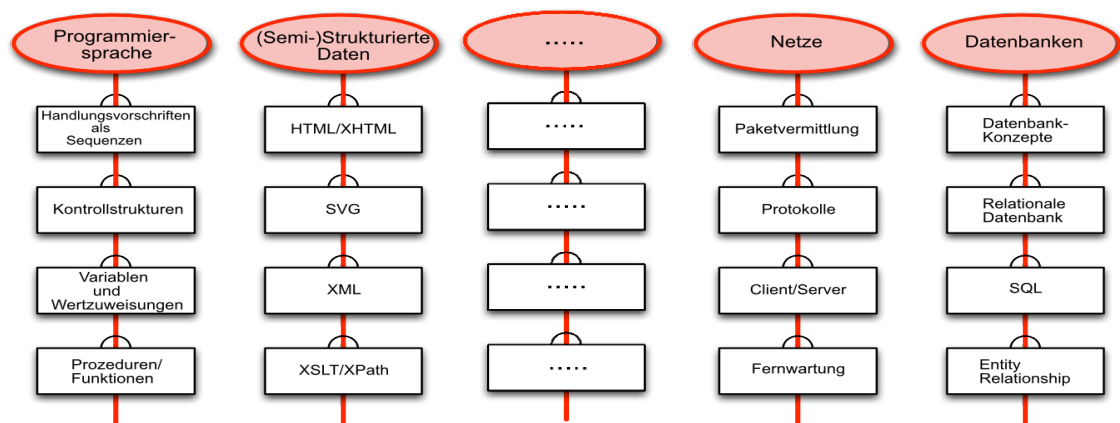 Programmier-
sprache
Handlungsvorschriften
als
Sequenzen
Kontrollstrukturen
Variablen
und
Wertzuweisungen
Prozeduren/
Funktionen
(Semi-)Strukturierte
Daten
HTML/XHTML
SVG
XML
XSLT/XPath
.....
.....
.....
.....
.....
Netze
Paketvermittlung
Protokolle
Client/Server
Fernwartung
Datenbanken
Datenbank-
Konzepte
Relationale
Datenbank
SQL
Entity
Relationship